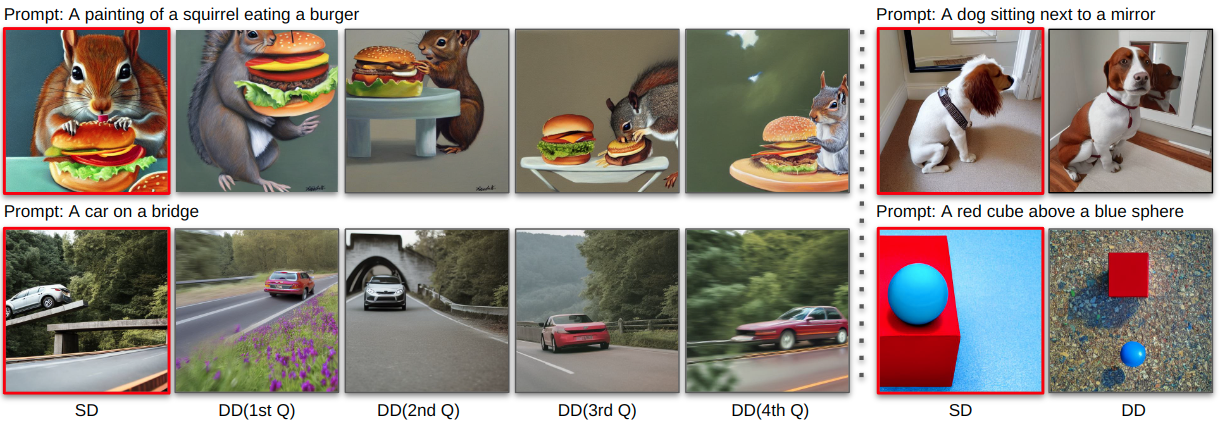 Prompt: A painting of a squirrel eating a burger
Prompt: A dog sitting next to a mirror
Prompt: A car on a bridge
Prompt: A red cube above a blue sphere
SD
DD(1st Q)
DD(2nd Q)
DD(3rd Q)
DD(4th Q)
SD
DD